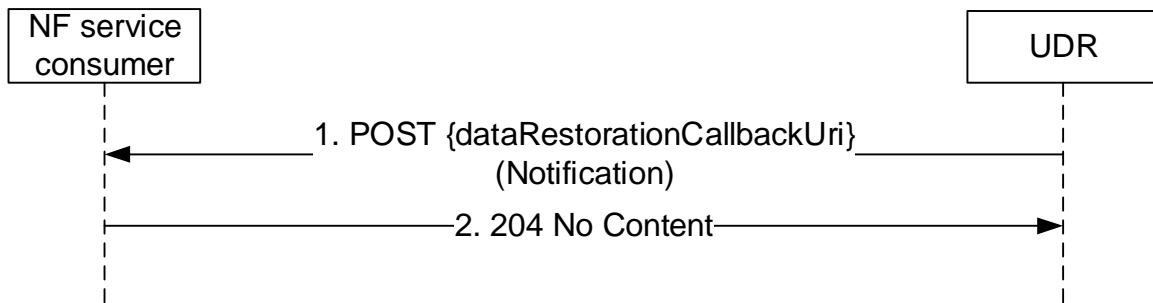 NF service
consumer
UDR
1. POST {dataRestorationCallbackUri}
(Notification)
2. 204 No Content